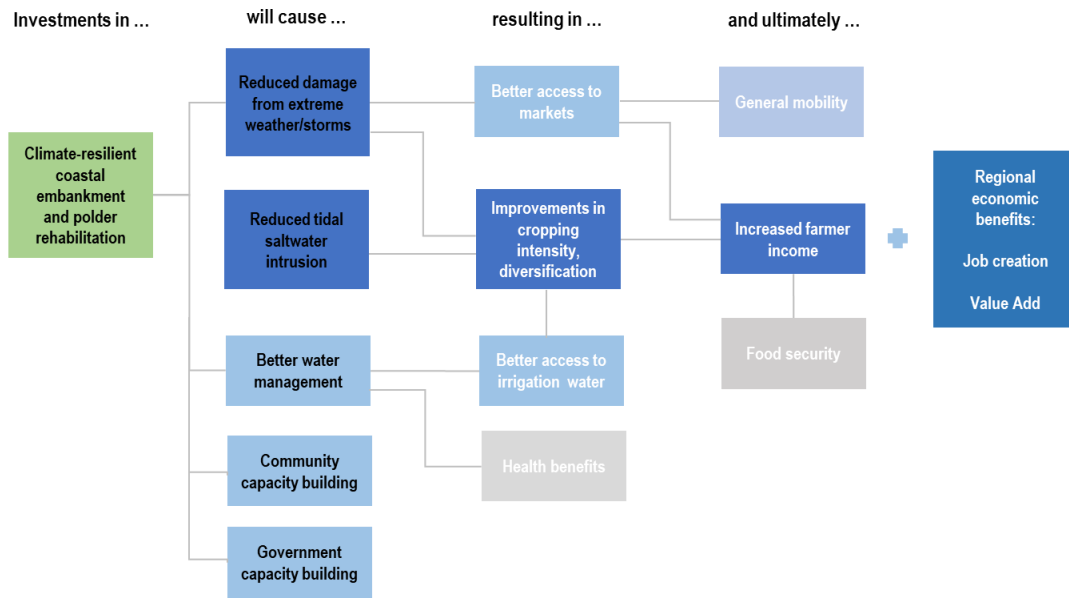 Investments in ...
will cause ...
resulting in ...
and ultimately ...
Climate-resilient
coastal
embankment
and polder
rehabilitation
Reduced damage
from extreme
weather/storms
Reduced tidal
saltwater
intrusion
Better water
management
Community
capacity building
Government
capacity building
Better access to
markets
Improvements in
cropping
intensity,
diversification
Better access to
irrigation water
Health benefits
General mobility
Increased farmer
income
Food security
Regional
economic
benefits:
Job creation
Value Add